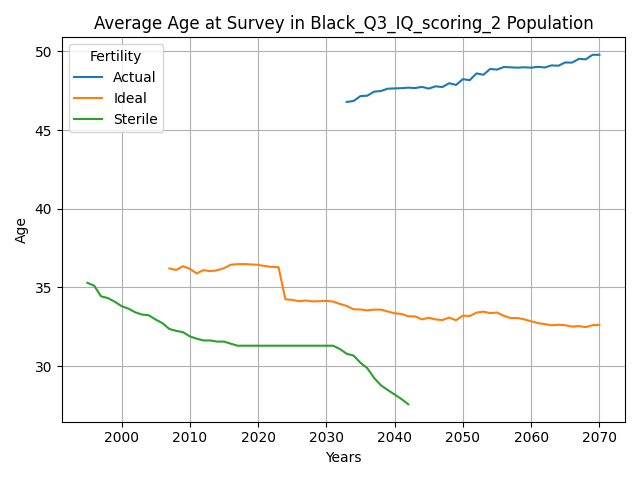 Average Age at Survey in Black_Q3_IQ_scoring_2 Population
Fertility
Actual
Ideal
Sterile
50
45
40
35
30
Age
2000 2010 2020 2030 2040 2050 2060 2070
Years